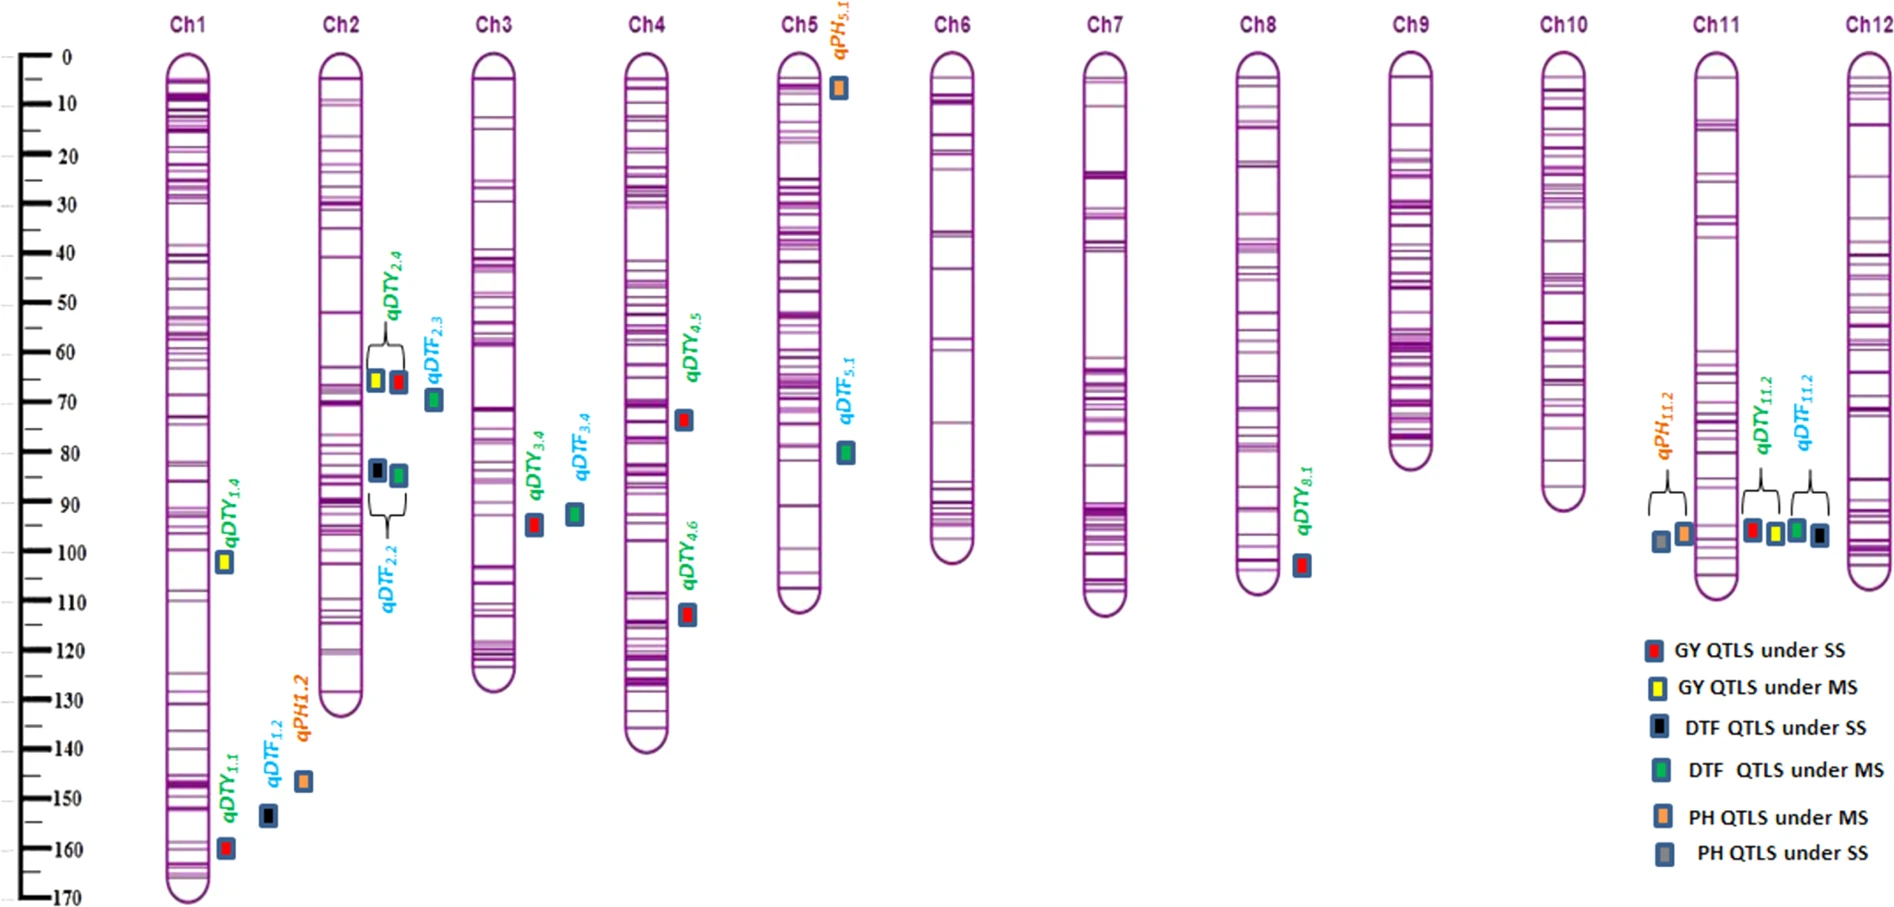 Ch1 Ch2 Ch3 Ch4 Ch5 Ch6 Ch7 Ch8 Ch9 Ch10 Ch11 Ch12
0
10
20
30
40
50
60
70
80
90
100
110
120
130
140
150
160
170
qDTY1.4
qDTY1.1
qDTF1.2
qPH1.2
qDTY2.4
qDTF2.3
qDTF2.2
qDTY3.4
qDTF3.4
qDTY4.5
qDTY4.6
qPH5.1
qDTF5.1
qDTY8.1
qPH11.2
qDTY11.2
qDTF11.2
GY QTLS under SS
GY QTLS under MS
DTF QTLS under SS
DTF QTLS under MS
PH QTLS under MS
PH QTLS under SS